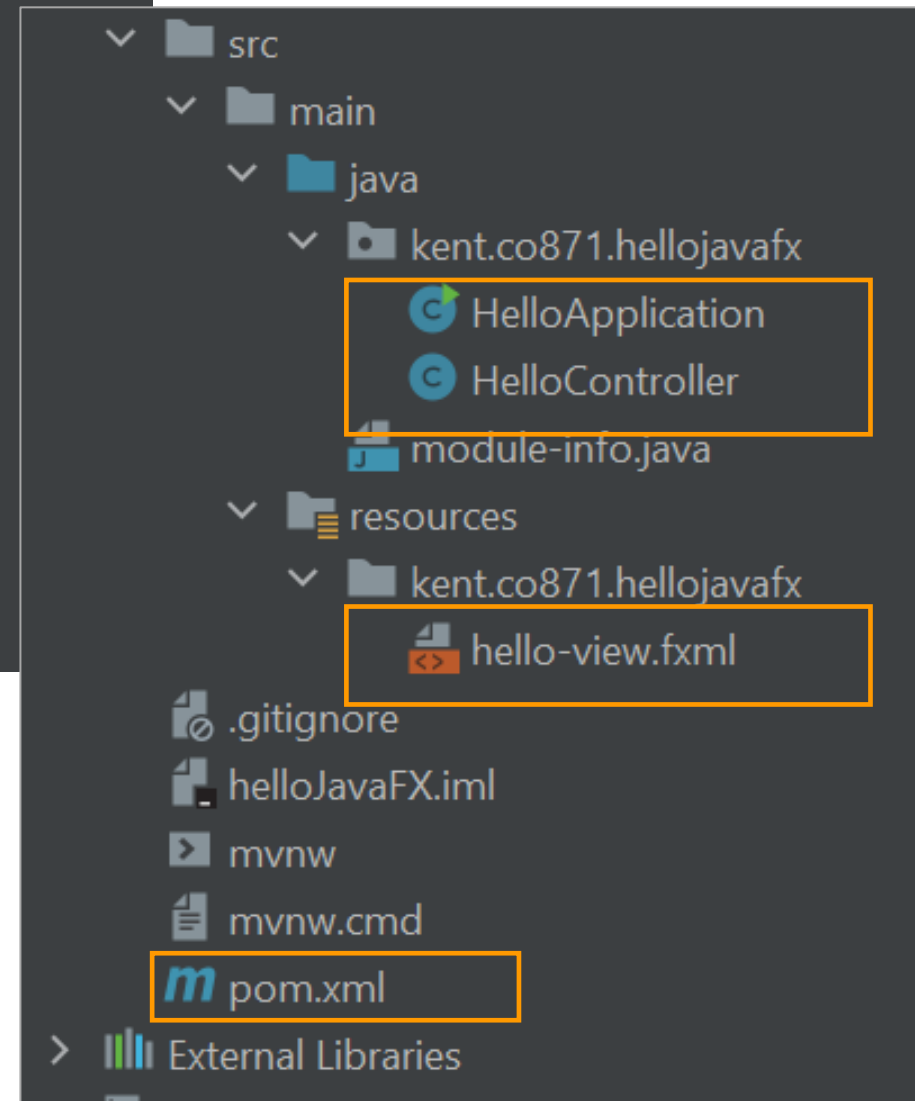 src
main
java
kent.co871.hellojavafx
HelloApplication
HelloController
module-info.java
resources
kent.co871.hellojavafx
hello-view.fxml
.gitignore
helloJavaFX.iml
mvnw
mvnw.cmd
pom.xml
External Libraries